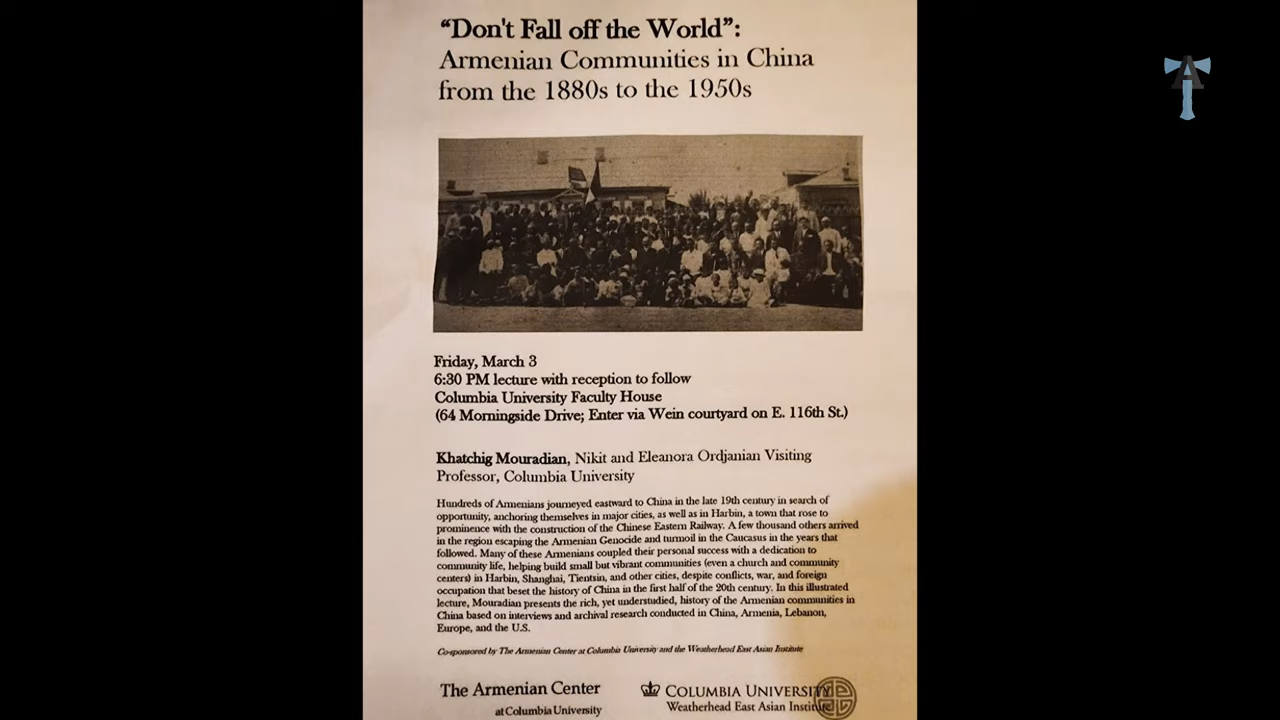 “Don't Fall off the World”:
Armenian Communities in China
from the 1880s to the 1950s
Friday, March 3
6:30 PM lecture with reception to follow
Columbia University Faculty House
(64 Morningside Drive; Enter via Wein courtyard on E. 116th St.)
Khatchig Mouradian, Nikit and Eleanora Ordjanian Visiting
Professor, Columbia University
Hundreds of Armenians journeyed eastward to China in the late 19th century in search of
opportunity, anchoring themselves in major cities, as well as in Harbin, a town that rose to
prominence with the construction of the Chinese Eastern Railway. A few thousand others arrived
in the region escaping the Armenian Genocide and turmoil in the Caucasus in the years that
followed. Many of these Armenians coupled their personal success with a dedication to
community life, helping build small but vibrant communities (even a church and community
centers) in Harbin, Shanghai, Tientsin, and other cities, despite conflicts, war, and foreign
occupation that beset the history of China in the first half of the 20th century. In this illustrated
lecture, Mouradian presents the rich, yet understudied, history of the Armenian communities in
China based on interviews and archival research conducted in China, Armenia, Lebanon,
Europe, and the U.S.
Co-sponsored by The Armenian Center at Columbia University and the Weatherhead East Asian Institute
The Armenian Center
at Columbia University
COLUMBIA UNIVERSITY
Weatherhead East Asian Institute